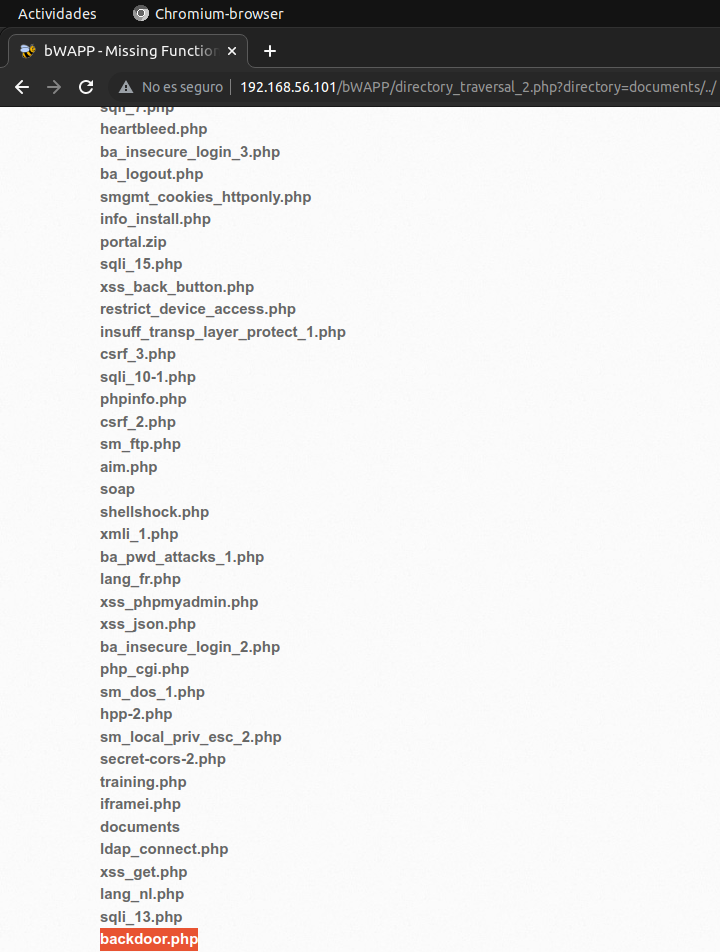 Actividades Chromium-browser
bWAPP - Missing Function
No es seguro 192.168.56.101/bWAPP/directory_traversal_2.php?directory=documents/../
sqli_7.php
heartbleed.php
ba_insecure_login_3.php
ba_logout.php
smgmt_cookies_httponly.php
info_install.php
portal.zip
sqli_15.php
xss_back_button.php
restrict_device_access.php
insuff_transp_layer_protect_1.php
csrf_3.php
sqli_10-1.php
phpinfo.php
csrf_2.php
sm_ftp.php
aim.php
soap
shellshock.php
xmli_1.php
ba_pwd_attacks_1.php
lang_fr.php
xss_phpmyadmin.php
xss_json.php
ba_insecure_login_2.php
php_cgi.php
sm_dos_1.php
hpp-2.php
sm_local_priv_esc_2.php
secret-cors-2.php
training.php
iframei.php
documents
ldap_connect.php
xss_get.php
lang_nl.php
sqli_13.php
backdoor.php